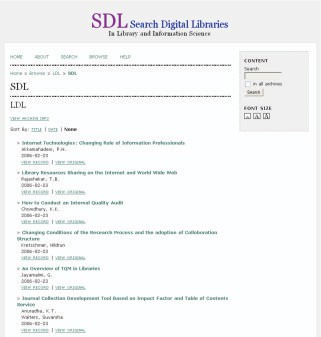 SDL Search Digital Libraries
In Library and Information Science
HOME ABOUT SEARCH BROWSE HELP
Home > Browse > LDL > SDL
SDL
LDL
VIEW ARCHIVE INFO
Sort By: TITLE | DATE | None
» Internet Technologies: Changing Role of Information Professionals
P.H.
2006-02-23
VIEW RECORD | VIEW ORIGINAL
» Library Resources Sharing on the Internet and World Wide Web
Rajashekar, T.B.
2006-02-23
VIEW RECORD | VIEW ORIGINAL
» How to Conduct an Internal Quality Audit
Chowdhury, K.K.
2006-02-23
VIEW RECORD | VIEW ORIGINAL
» Changing Conditions of the Research Process and the adoption of Collaboration
Structure
Kretschmer, Hildrun
2006-02-23
VIEW RECORD | VIEW ORIGINAL
» An Overview of TQM in Libraries
Jayamalini, G.
2006-02-23
VIEW RECORD | VIEW ORIGINAL
» Journal Collection Development Tool Based on Impact Factor and Table of Contents
Service
Anuradha, K.T.
Walters, Suvanita
2006-02-23
VIEW RECORD | VIEW ORIGINAL
CONTENT
Search
in all archives
Search
FONT SIZE
A A A